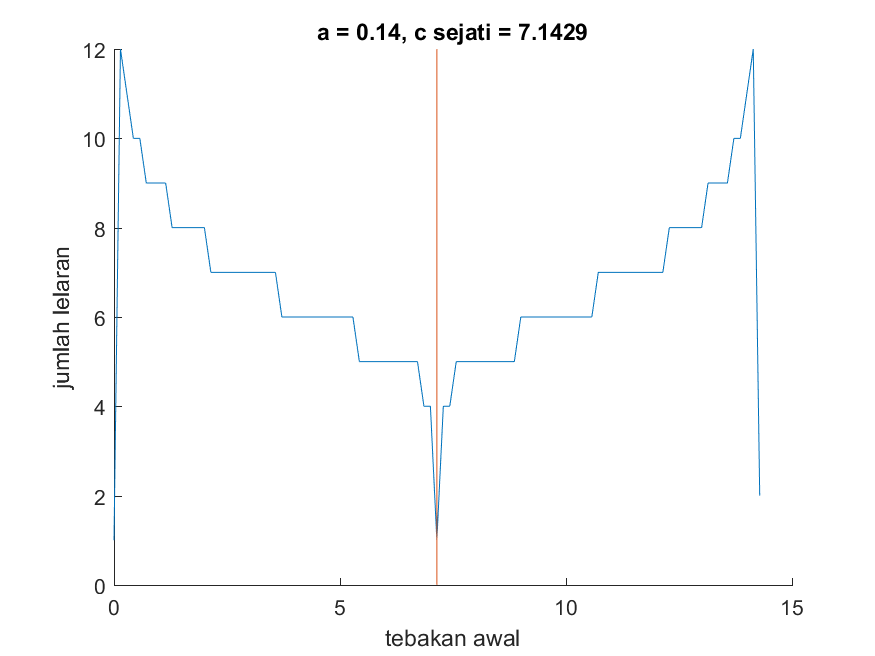 a = 0.14, c sejati = 7.1429
12
10
8
6
4
2
0
jumlah lelaran
0 5 10 15
tebakan awal